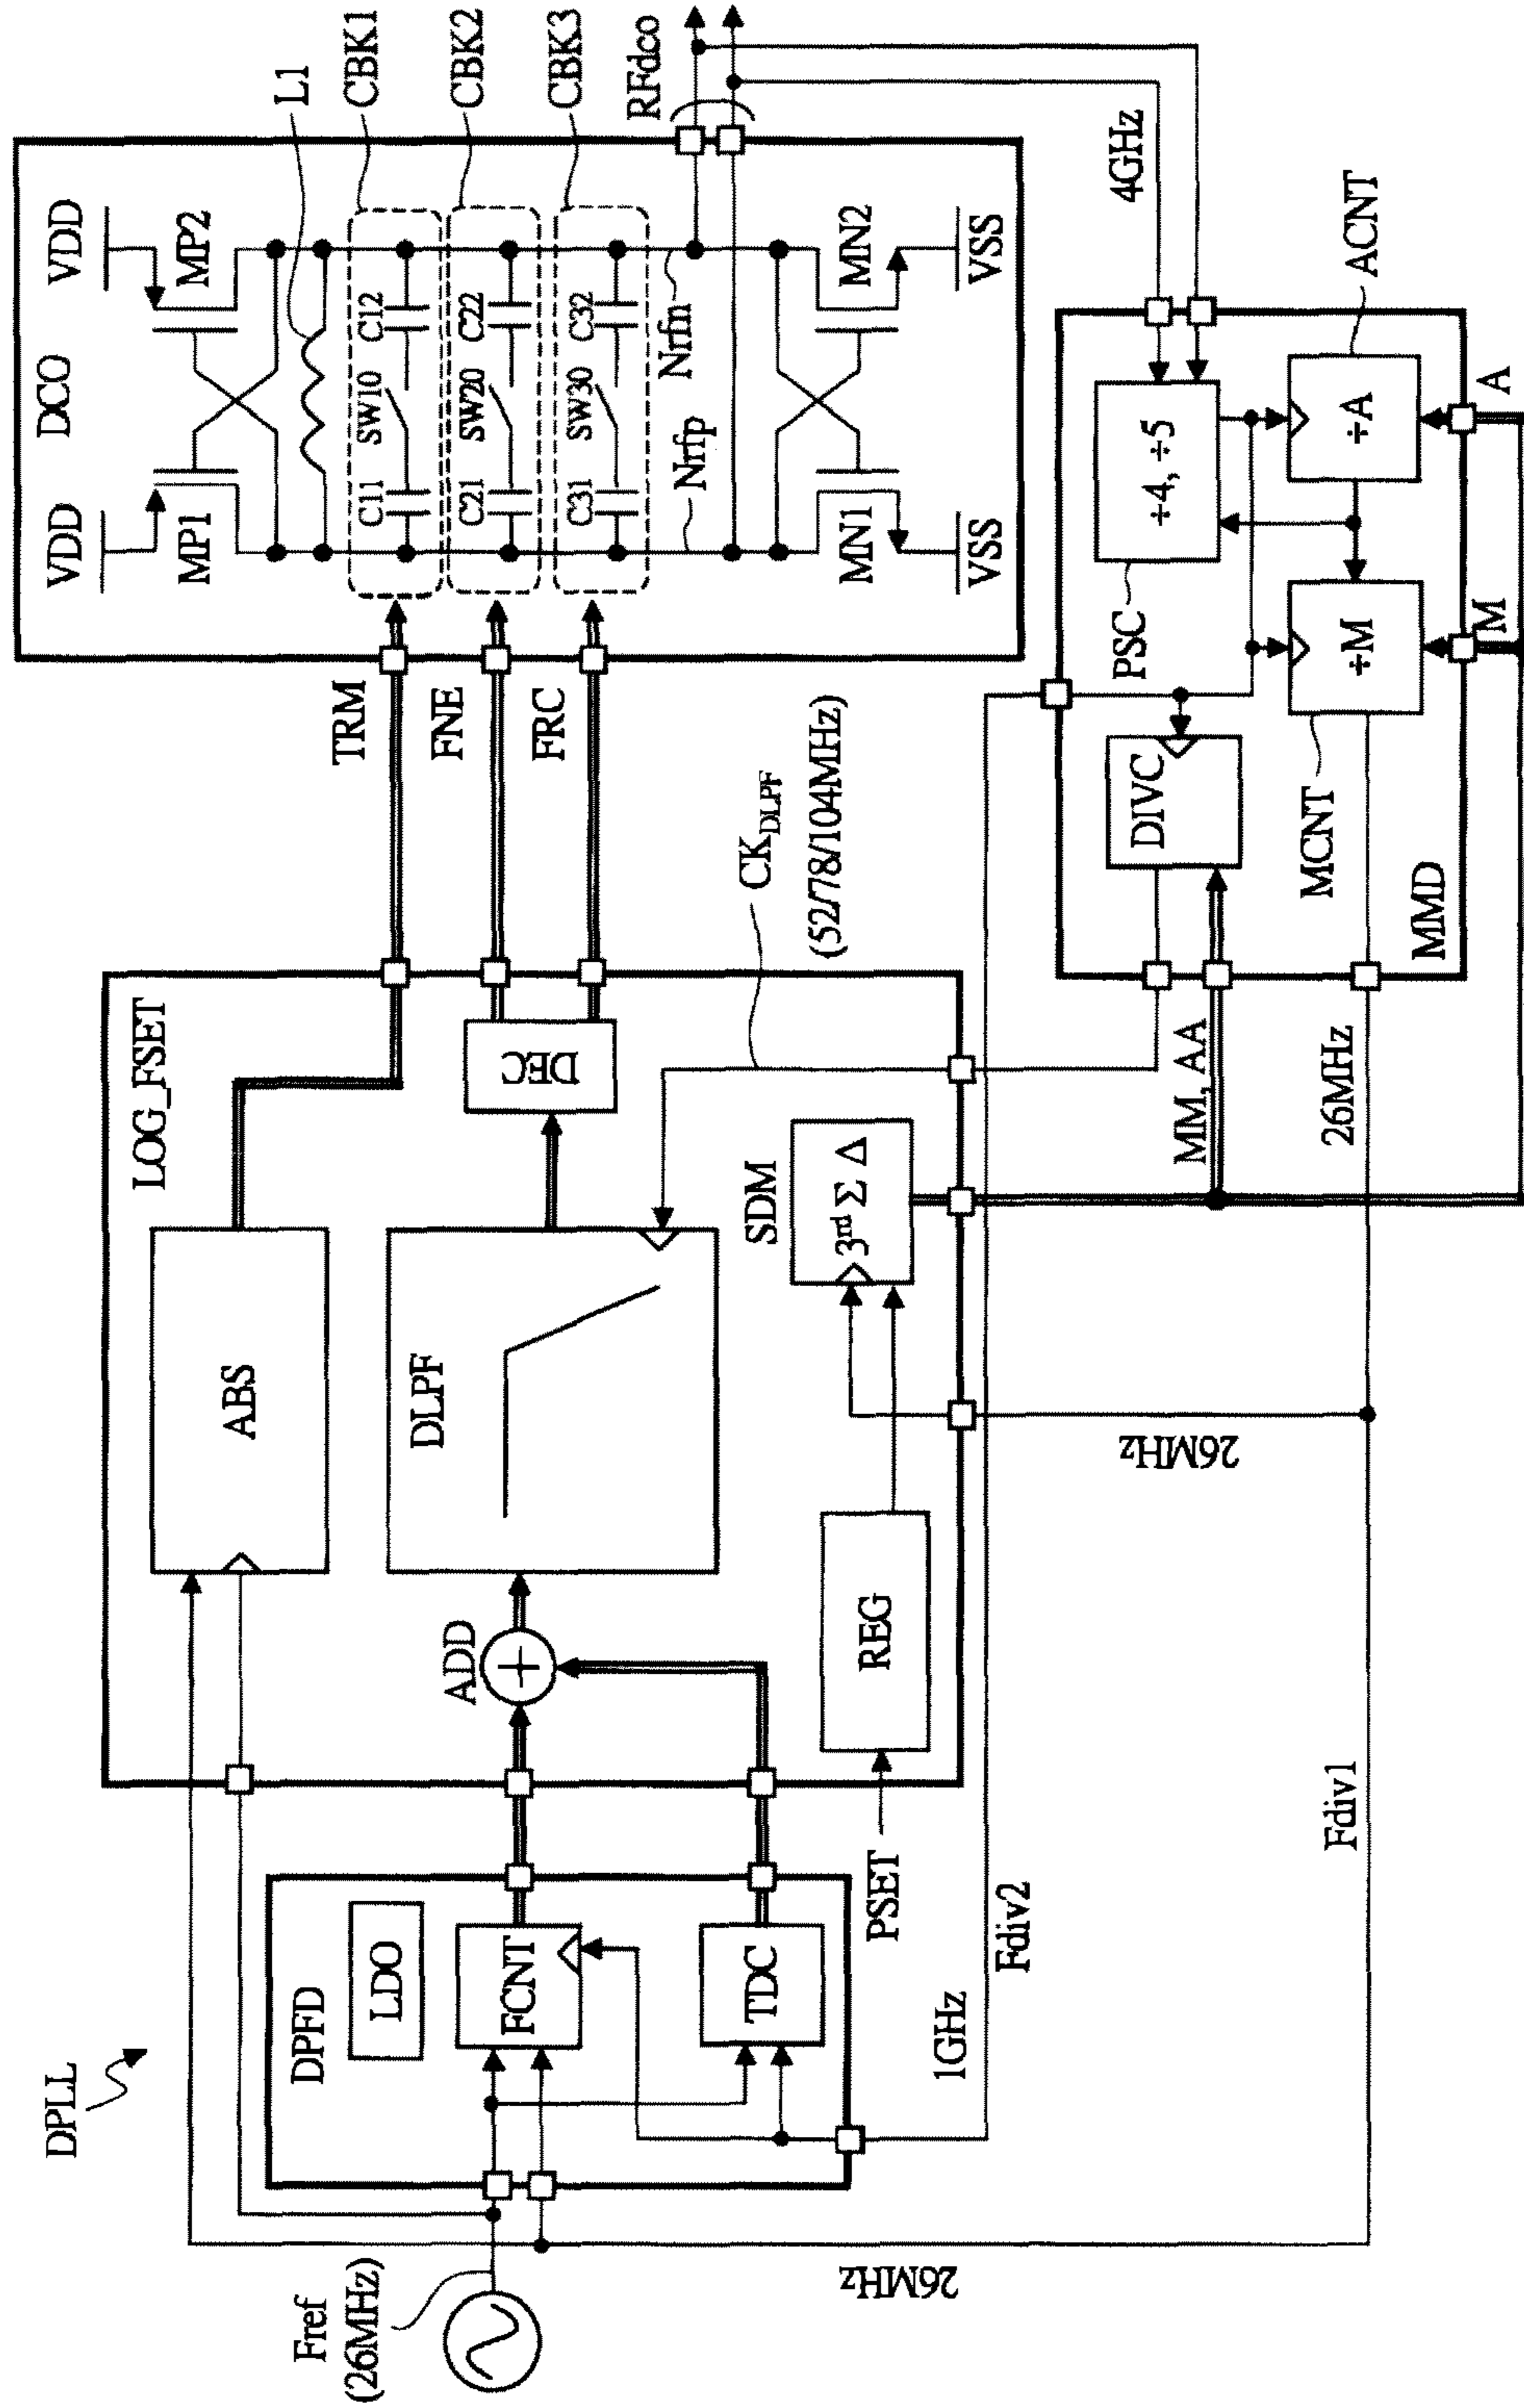 DPLL
Fref
(26MHz)
26MHz
DPFD
LDO
FCNT
TDC
1GHz
Fdiv2
Fdiv1
PSET
LOG_FSET
ABS
ADD
+
DLPF
DEC
REG
SDM
3rd Σ Δ
26MHz
26MHz
MM, AA
CKDLPF
(52/78/104MHz)
TRM
FNE
FRC
DCO
VDD
VDD
MP1
MP2
L1
CBK1
CBK2
CBK3
C11
SW10
C12
C21
SW20
C22
C31
SW30
C32
Nrfp
Nrfn
MN1
MN2
VSS
VSS
RFdco
4GHz
PSC
÷4, ÷5
ACNT
÷A
÷M
MCNT
DIVC
MMD
A
M